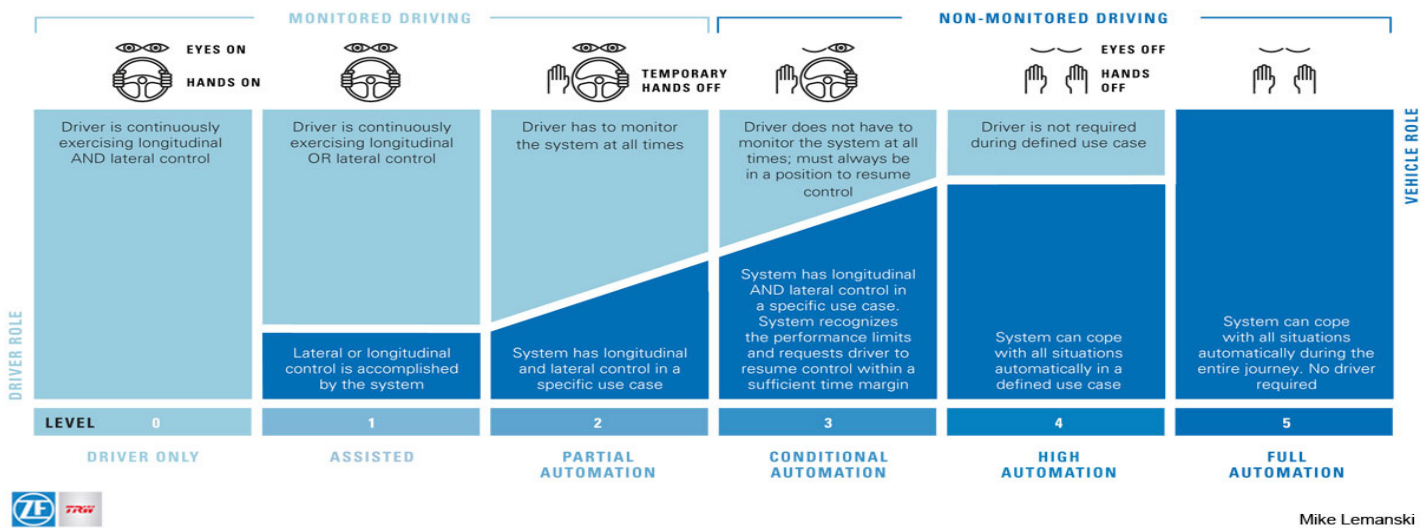 MONITORED DRIVING
NON-MONITORED DRIVING
EYES ON
HANDS ON
TEMPORARY
HANDS OFF
EYES OFF
HANDS
OFF
Driver is continuously
exercising longitudinal
AND lateral control
Driver is continuously
exercising longitudinal
OR lateral control
Driver has to monitor
the system at all times
Driver does not have to
monitor the system at all
times; must always be
in a position to resume
control
Driver is not required
during defined use case
VEHICLE ROLE
DRIVER ROLE
Lateral or longitudinal
control is accomplished
by the system
System has longitudinal
and lateral control in a
specific use case
System has longitudinal
AND lateral control in
a specific use case.
System recognizes
the performance limits
and requests driver to
resume control within a
sufficient time margin
System can cope
with all situations
automatically in a
defined use case
System can cope
with all situations
automatically during the
entire journey. No driver
required
LEVEL 0 1 2 3 4 5
DRIVER ONLY
ASSISTED
PARTIAL
AUTOMATION
CONDITIONAL
AUTOMATION
HIGH
AUTOMATION
FULL
AUTOMATION
ZF
TRW
Mike Lemanski